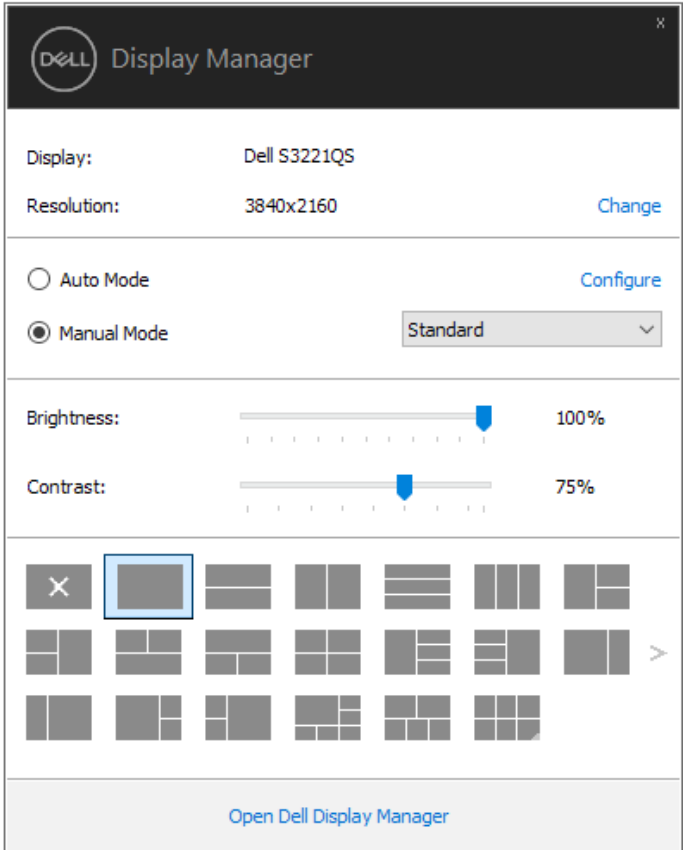 x
DELL Display Manager
Display: Dell S3221QS
Resolution: 3840x2160 Change
Auto Mode Configure
Manual Mode Standard
Brightness: 100%
Contrast: 75%
Open Dell Display Manager